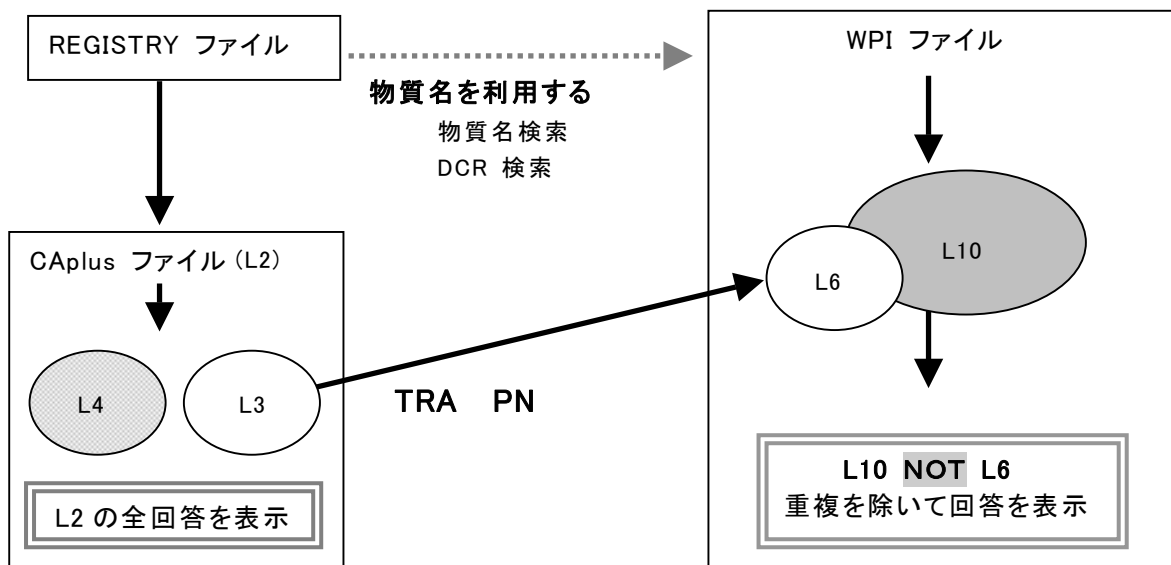 REGISTRY ファイル
物質名を利用する
物質名検索
DCR 検索
CAplus ファイル (L2)
L4
L3
L2 の全回答を表示
TRA PN
WPI ファイル
L10
L6
L10 NOT L6
重複を除いて回答を表示